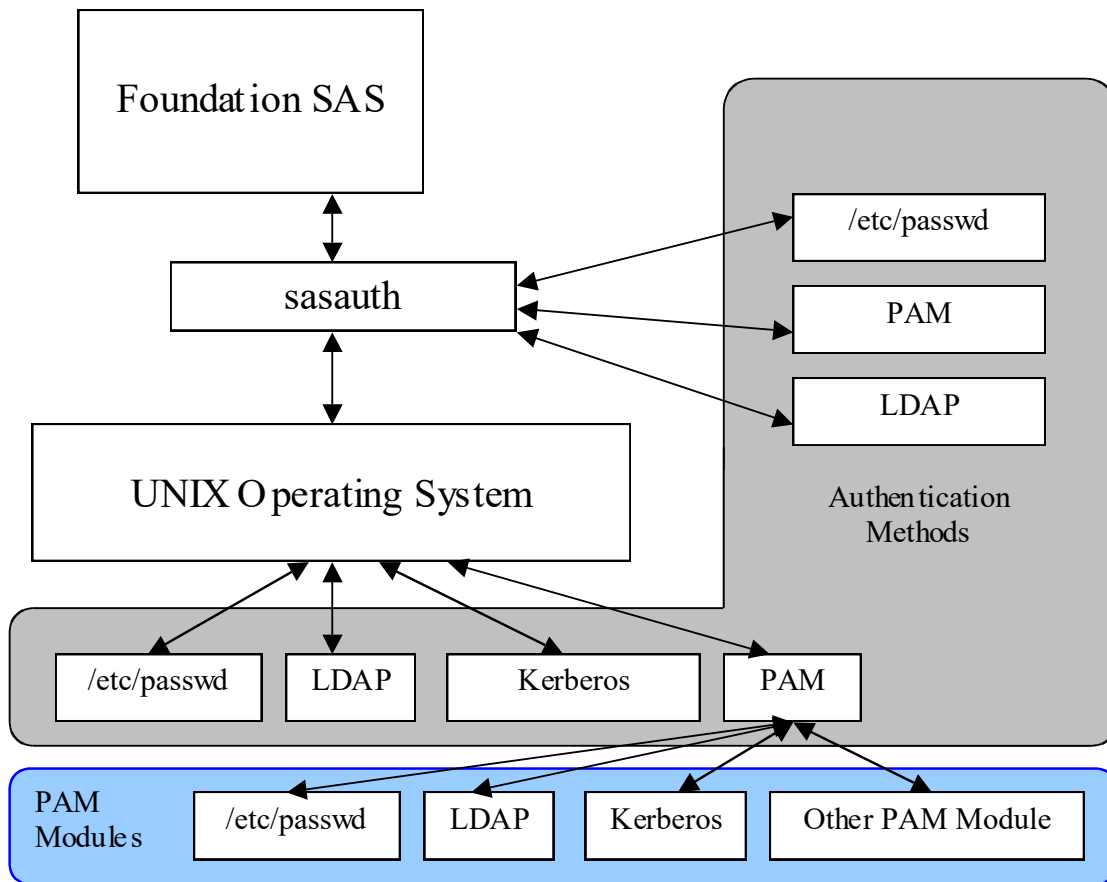 Foundation SAS
sasauth
UNIX Operating System
/etc/passwd
PAM
LDAP
Authentication
Methods
/etc/passwd
LDAP
Kerberos
PAM
PAM
Modules
/etc/passwd
LDAP
Kerberos
Other PAM Module